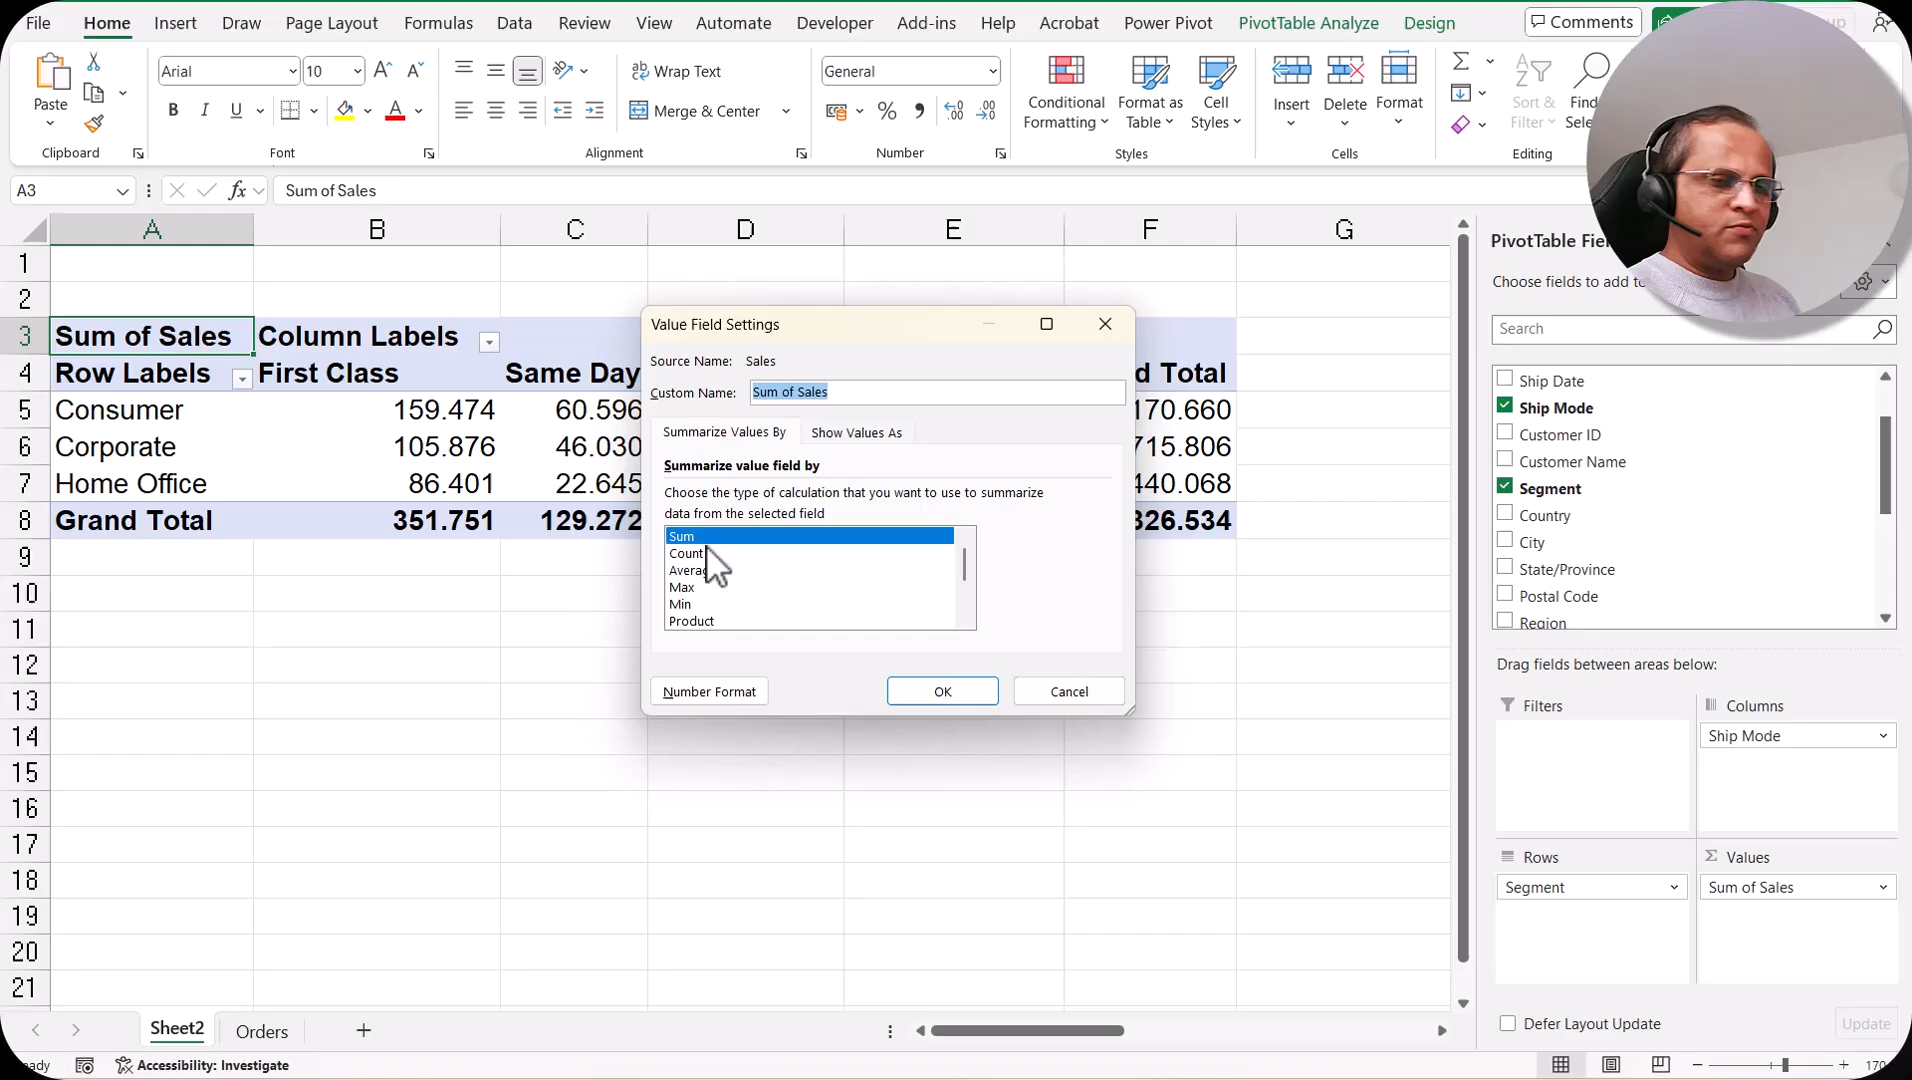 File Home Insert Draw Page Layout Formulas Data Review View Automate Developer Add-ins Help Acrobat Power Pivot PivotTable Analyze Design Comments
Arial 10 Wrap Text General
Paste B I U Merge & Center % Conditional Formatting Format as Table Cell Styles Insert Delete Format Sort & Filter
Clipboard Font Alignment Number Styles Cells Editing
A3 fx Sum of Sales
A B C D E F G
1
2
3 Sum of Sales Column Labels
4 Row Labels First Class Same Day d Total
5 Consumer 159.474 60.596 170.660
6 Corporate 105.876 46.030 715.806
7 Home Office 86.401 22.645 440.068
8 Grand Total 351.751 129.272 326.534
9
10
11
12
13
14
15
16
17
18
19
20
21
Value Field Settings
Source Name: Sales
Custom Name: Sum of Sales
Summarize Values By Show Values As
Summarize value field by
Choose the type of calculation that you want to use to summarize
data from the selected field
Sum
Count
Max
Min
Product
Number Format OK Cancel
PivotTable
Choose fields to add
Search
Ship Date
Ship Mode
Customer ID
Customer Name
Segment
Country
City
State/Province
Postal Code
Region
Drag fields between areas below:
Filters Columns
Ship Mode
Rows Σ Values
Segment Sum of Sales
Defer Layout Update Update
Sheet2 Orders
Accessibility: Investigate